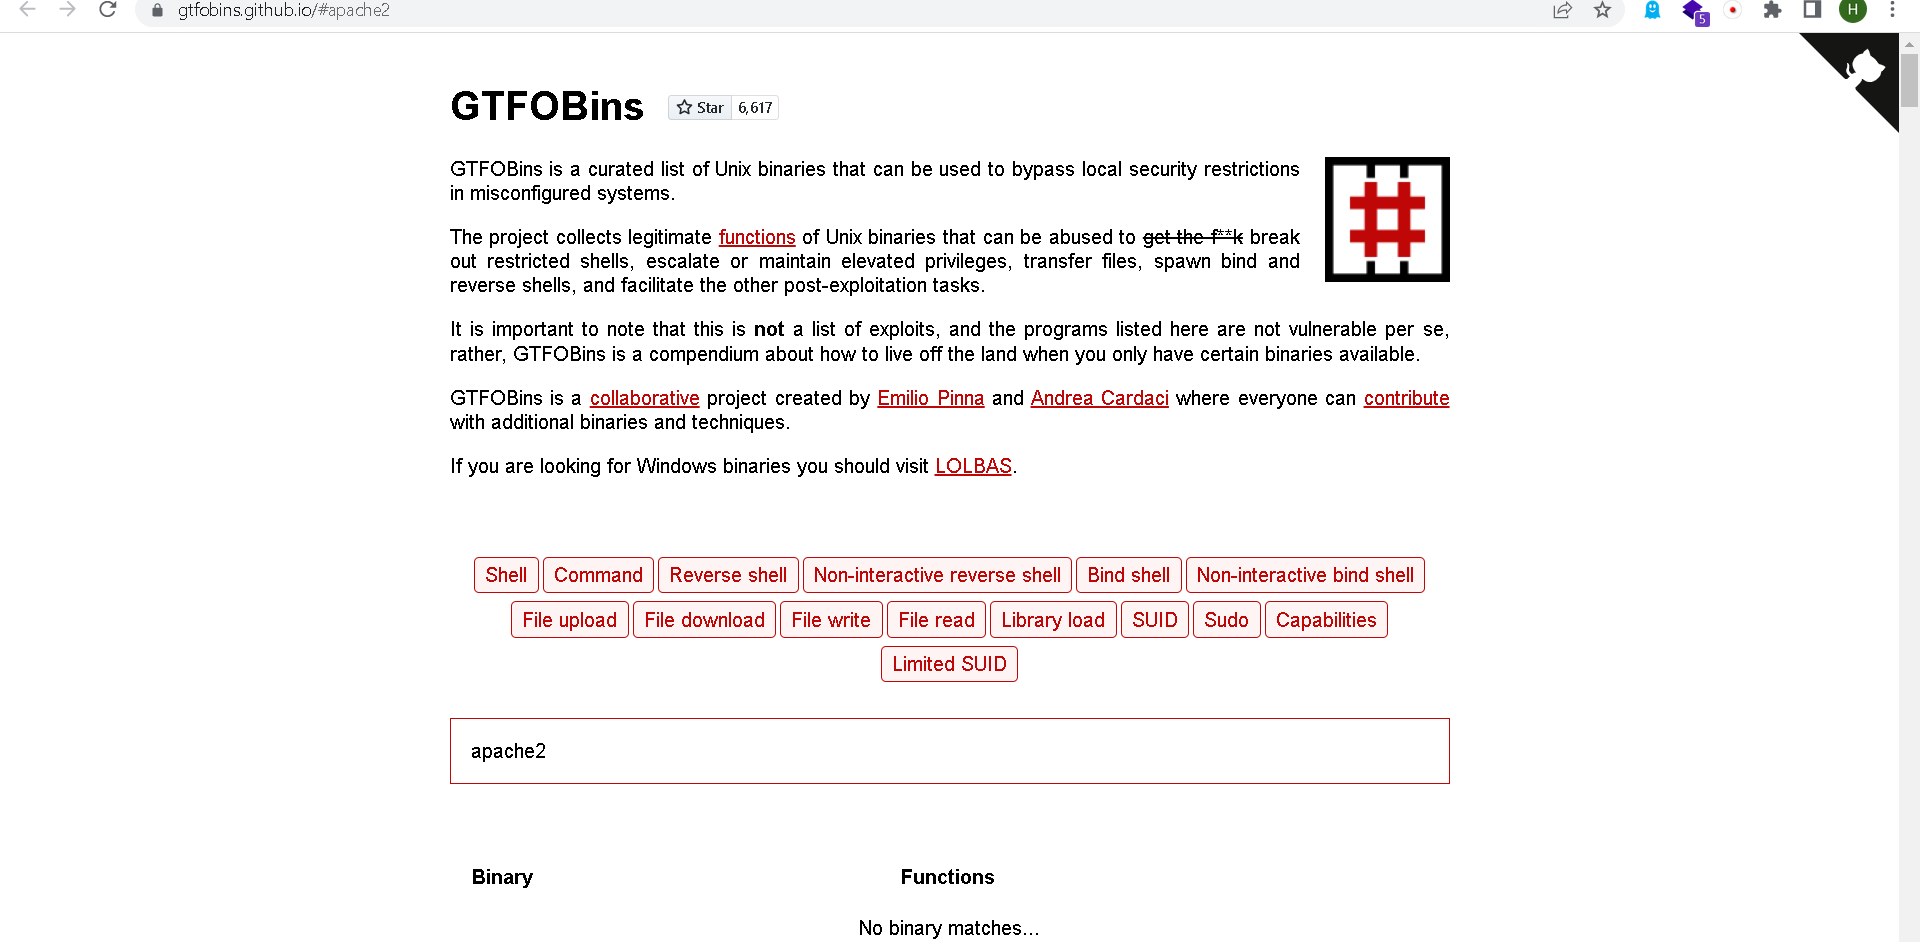 gtfobins.github.io/#apache2
5
H
GTFOBins Star 6,617
GTFOBins is a curated list of Unix binaries that can be used to bypass local security restrictions
in misconfigured systems.
The project collects legitimate functions of Unix binaries that can be abused to get the f**k break
out restricted shells, escalate or maintain elevated privileges, transfer files, spawn bind and
reverse shells, and facilitate the other post-exploitation tasks.
It is important to note that this is not a list of exploits, and the programs listed here are not vulnerable per se,
rather, GTFOBins is a compendium about how to live off the land when you only have certain binaries available.
GTFOBins is a collaborative project created by Emilio Pinna and Andrea Cardaci where everyone can contribute
with additional binaries and techniques.
If you are looking for Windows binaries you should visit LOLBAS.
Shell Command Reverse shell Non-interactive reverse shell Bind shell Non-interactive bind shell
File upload File download File write File read Library load SUID Sudo Capabilities
Limited SUID
apache2
Binary Functions
No binary matches...